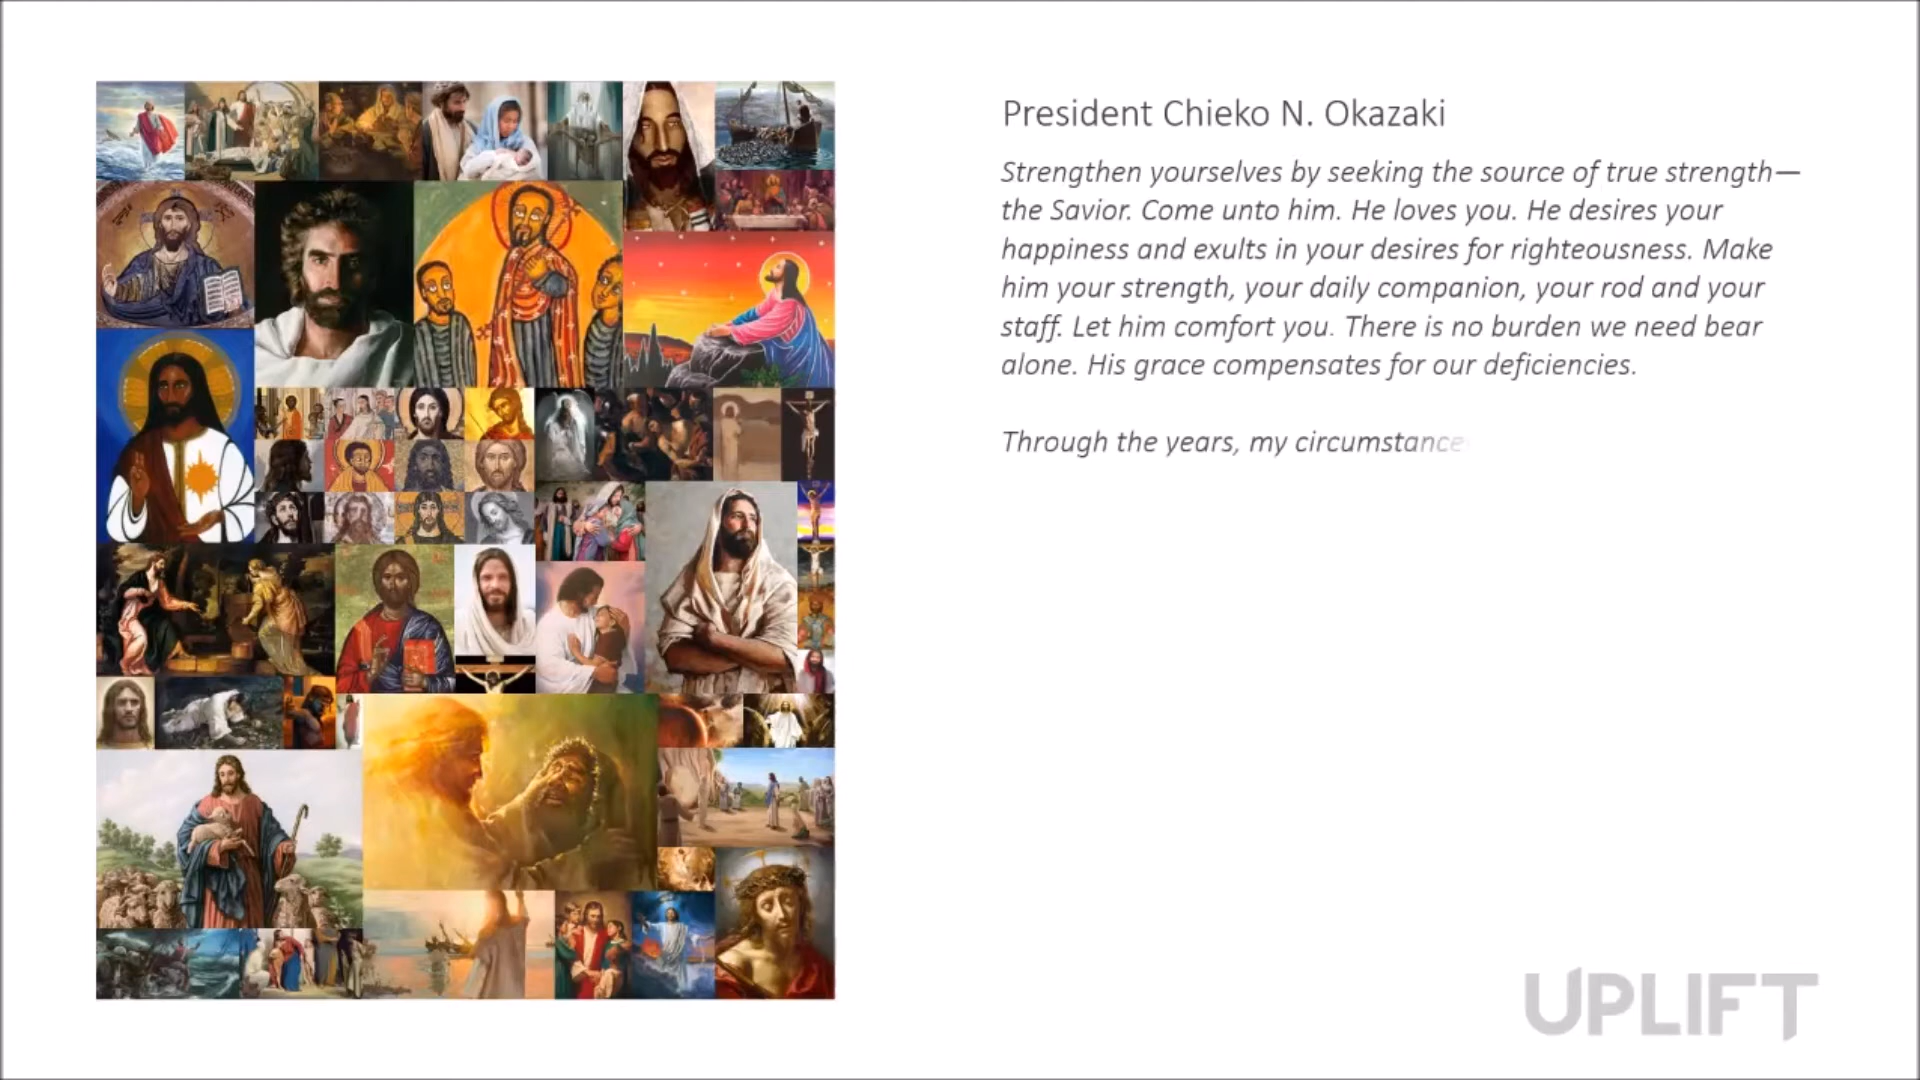 President Chieko N. Okazaki
Strengthen yourselves by seeking the source of true strength—
the Savior. Come unto him. He loves you. He desires your
happiness and exults in your desires for righteousness. Make
him your strength, your daily companion, your rod and your
staff. Let him comfort you. There is no burden we need bear
alone. His grace compensates for our deficiencies.
Through the years, my circumstance
UPLIFT